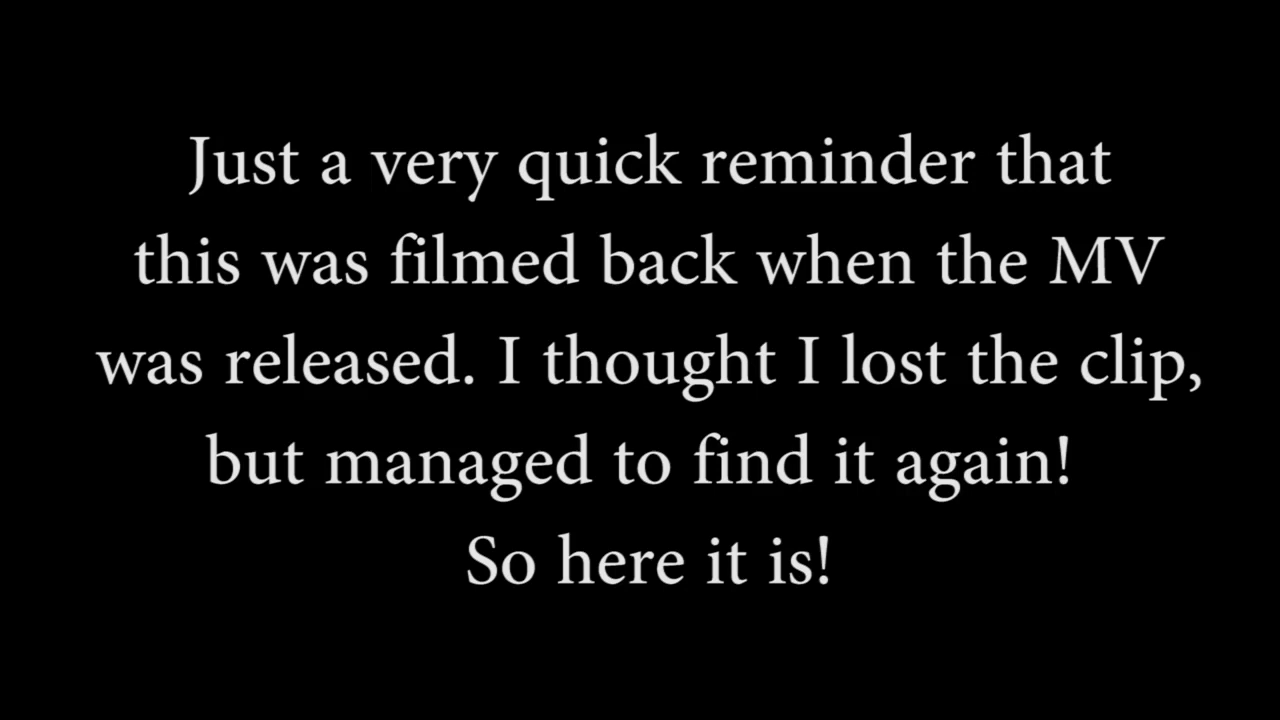 Just a very quick reminder that
this was filmed back when the MV
was released. I thought I lost the clip,
but managed to find it again!
So here it is!